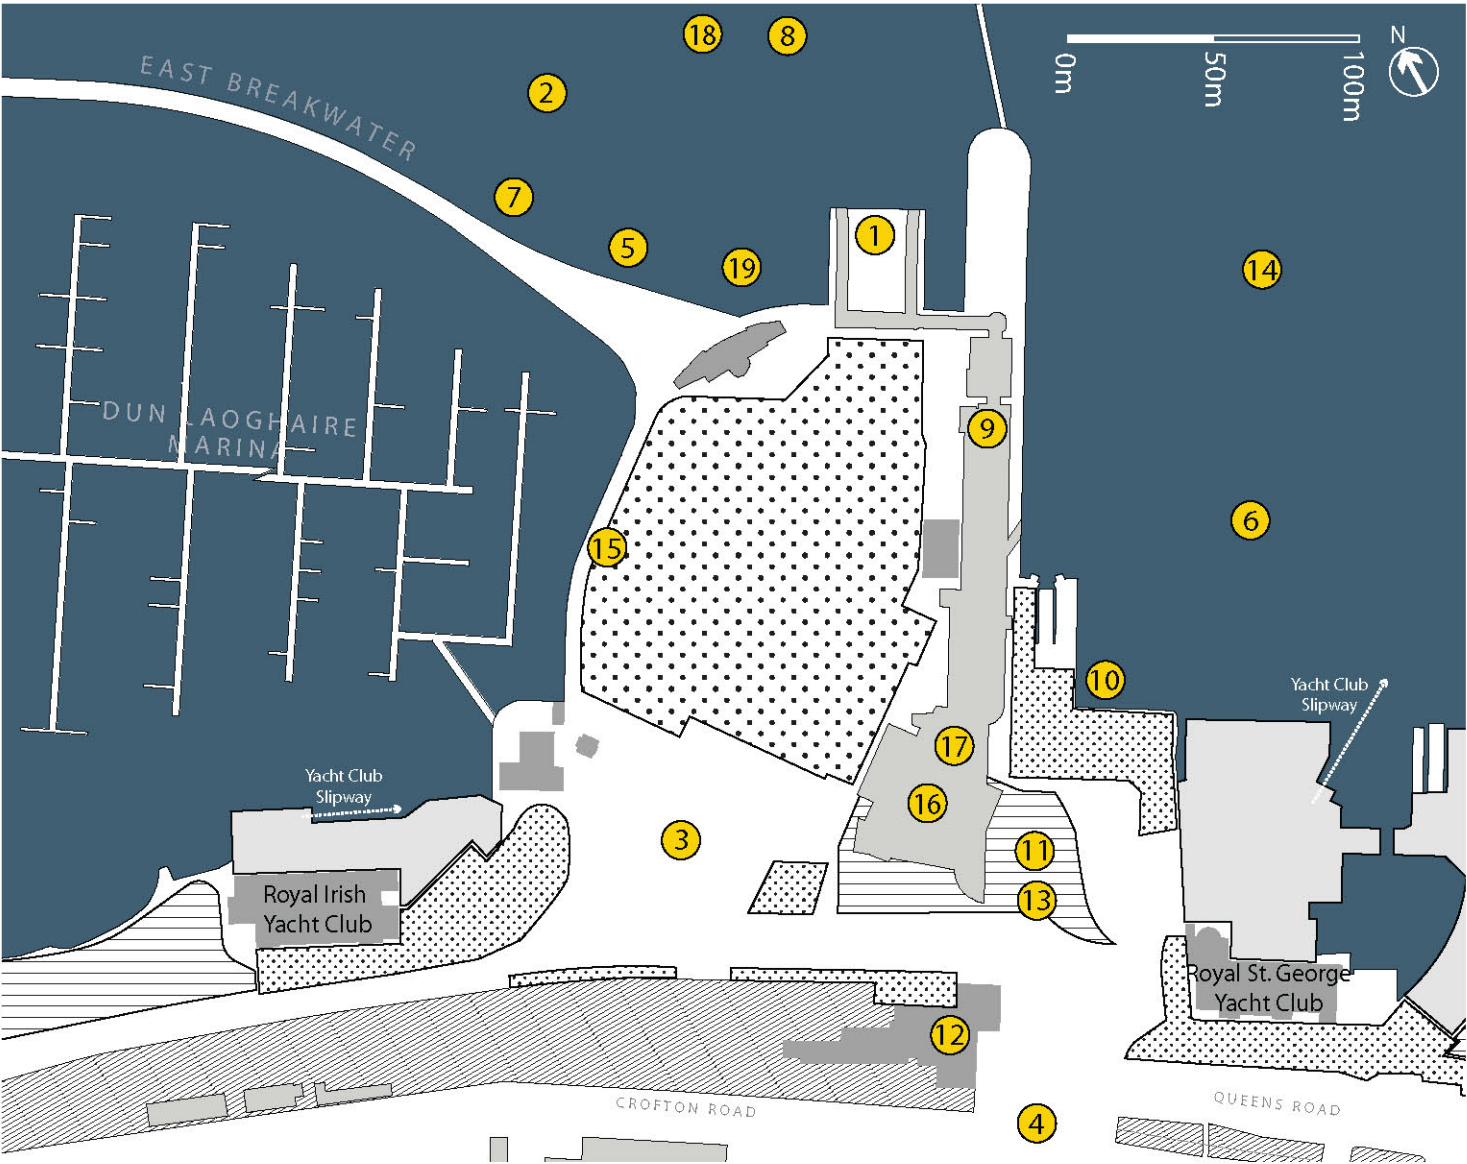 18
8
N
0m
50m
100m
EAST BREAKWATER
2
7
1
5
19
14
DUN LAOGHAIRE
MARINA
9
6
15
10
Yacht Club
Slipway
17
Yacht Club
Slipway
16
3
11
13
Royal Irish
Yacht Club
Royal St. George
Yacht Club
12
CROFTON ROAD
QUEENS ROAD
4